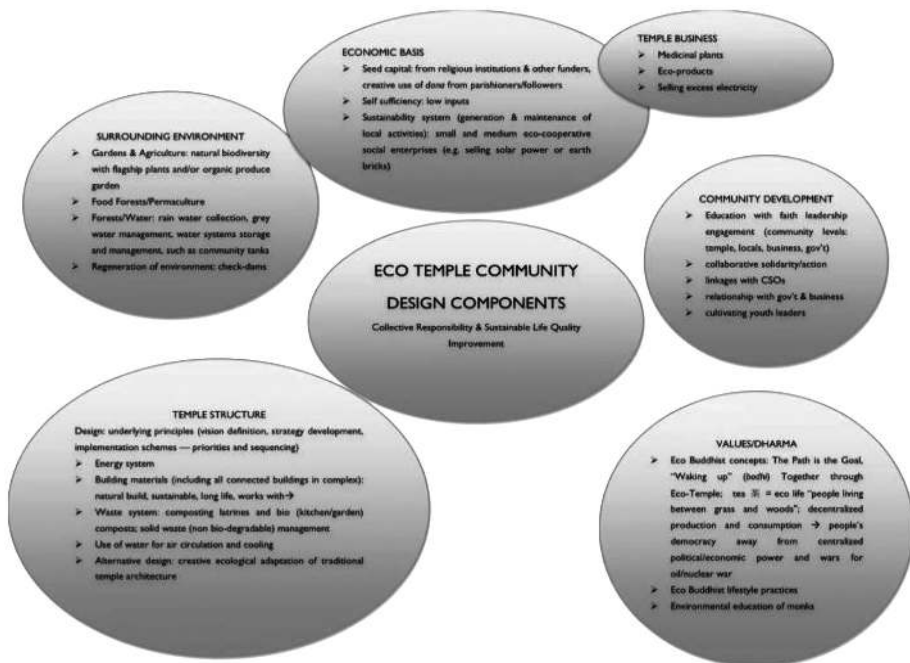 ECONOMIC BASIS
➢ Seed capital: from religious institutions & other funders,
creative use of dana from parishioners/followers
➢ Self sufficiency: low inputs
➢ Sustainability system (generation & maintenance of
local activities): small and medium eco-cooperative
social enterprises (e.g. selling solar power or earth
bricks)
TEMPLE BUSINESS
➢ Medicinal plants
➢ Eco-products
➢ Selling excess electricity
SURROUNDING ENVIRONMENT
➢ Gardens & Agriculture: natural biodiversity
with flagship plants and/or organic produce
garden
➢ Food Forests/Permaculture
➢ Forests/Water: rain water collection, grey
water management, water systems storage
and management, such as community tanks
➢ Regeneration of environment: check-dams
COMMUNITY DEVELOPMENT
➢ Education with faith leadership
engagement (community levels:
temple, locals, business, gov't)
➢ collaborative solidarity/action
➢ linkages with CSOs
➢ relationship with gov't & business
➢ cultivating youth leaders
ECO TEMPLE COMMUNITY
DESIGN COMPONENTS
Collective Responsibility & Sustainable Life Quality
Improvement
TEMPLE STRUCTURE
Design: underlying principles (vision definition, strategy development,
implementation schemes — priorities and sequencing)
➢ Energy system
➢ Building materials (including all connected buildings in complex):
natural build, sustainable, long life, works with→
➢ Waste system: composting latrines and bio (kitchen/garden)
composts; solid waste (non bio-degradable) management
➢ Use of water for air circulation and cooling
➢ Alternative design: creative ecological adaptation of traditional
temple architecture
VALUES/DHARMA
➢ Eco Buddhist concepts: The Path is the Goal,
"Waking up" (bodhi) Together through
Eco-Temple; tea 茶 = eco life "people living
between grass and woods"; decentralized
production and consumption → people's
democracy away from centralized
political/economic power and wars for
oil/nuclear war
➢ Eco Buddhist lifestyle practices
➢ Environmental education of monks